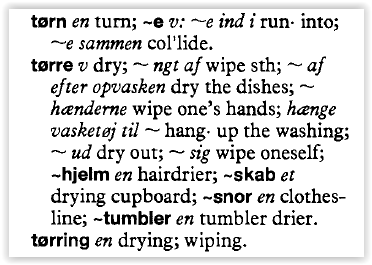 tørn en turn; ~e v: ~e ind i run· into;
~e sammen col'lide.
tørre v dry; ~ ngt af wipe sth; ~ af
efter opvasken dry the dishes; ~
hænderne wipe one's hands; hænge
vasketøj til ~ hang· up the washing;
~ ud dry out; ~ sig wipe oneself;
~hjelm en hairdrier; ~skab et
drying cupboard; ~snor en clothes-
line; ~tumbler en tumbler drier.
tørring en drying; wiping.